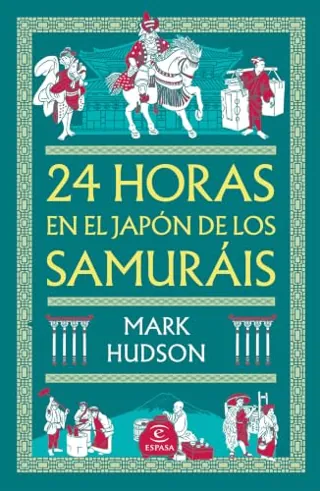 24 HORAS
EN EL JAPÓN DE LOS
SAMURÁIS
MARK
HUDSON
e
ESPASA